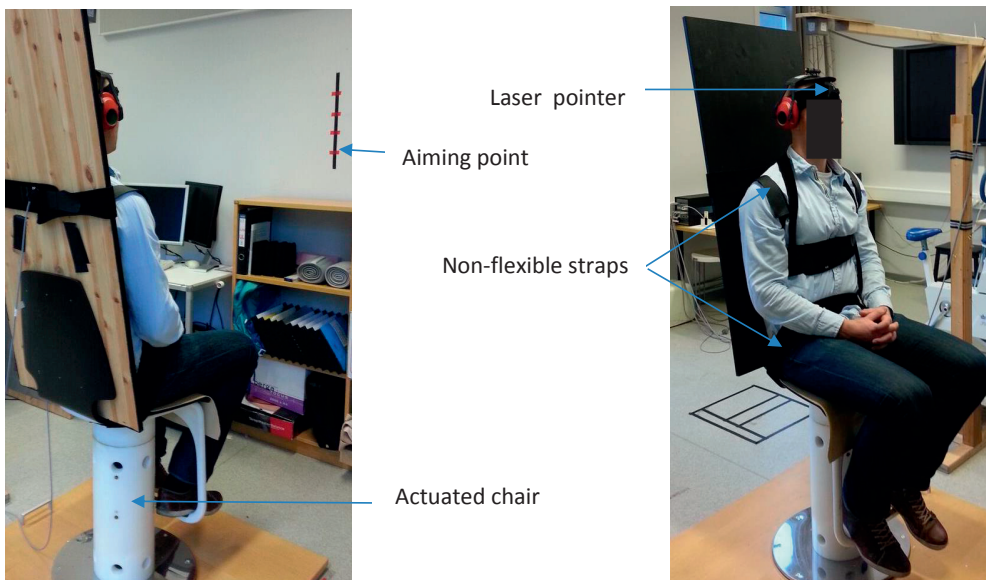 Laser pointer
Aiming point
Non-flexible straps
Actuated chair